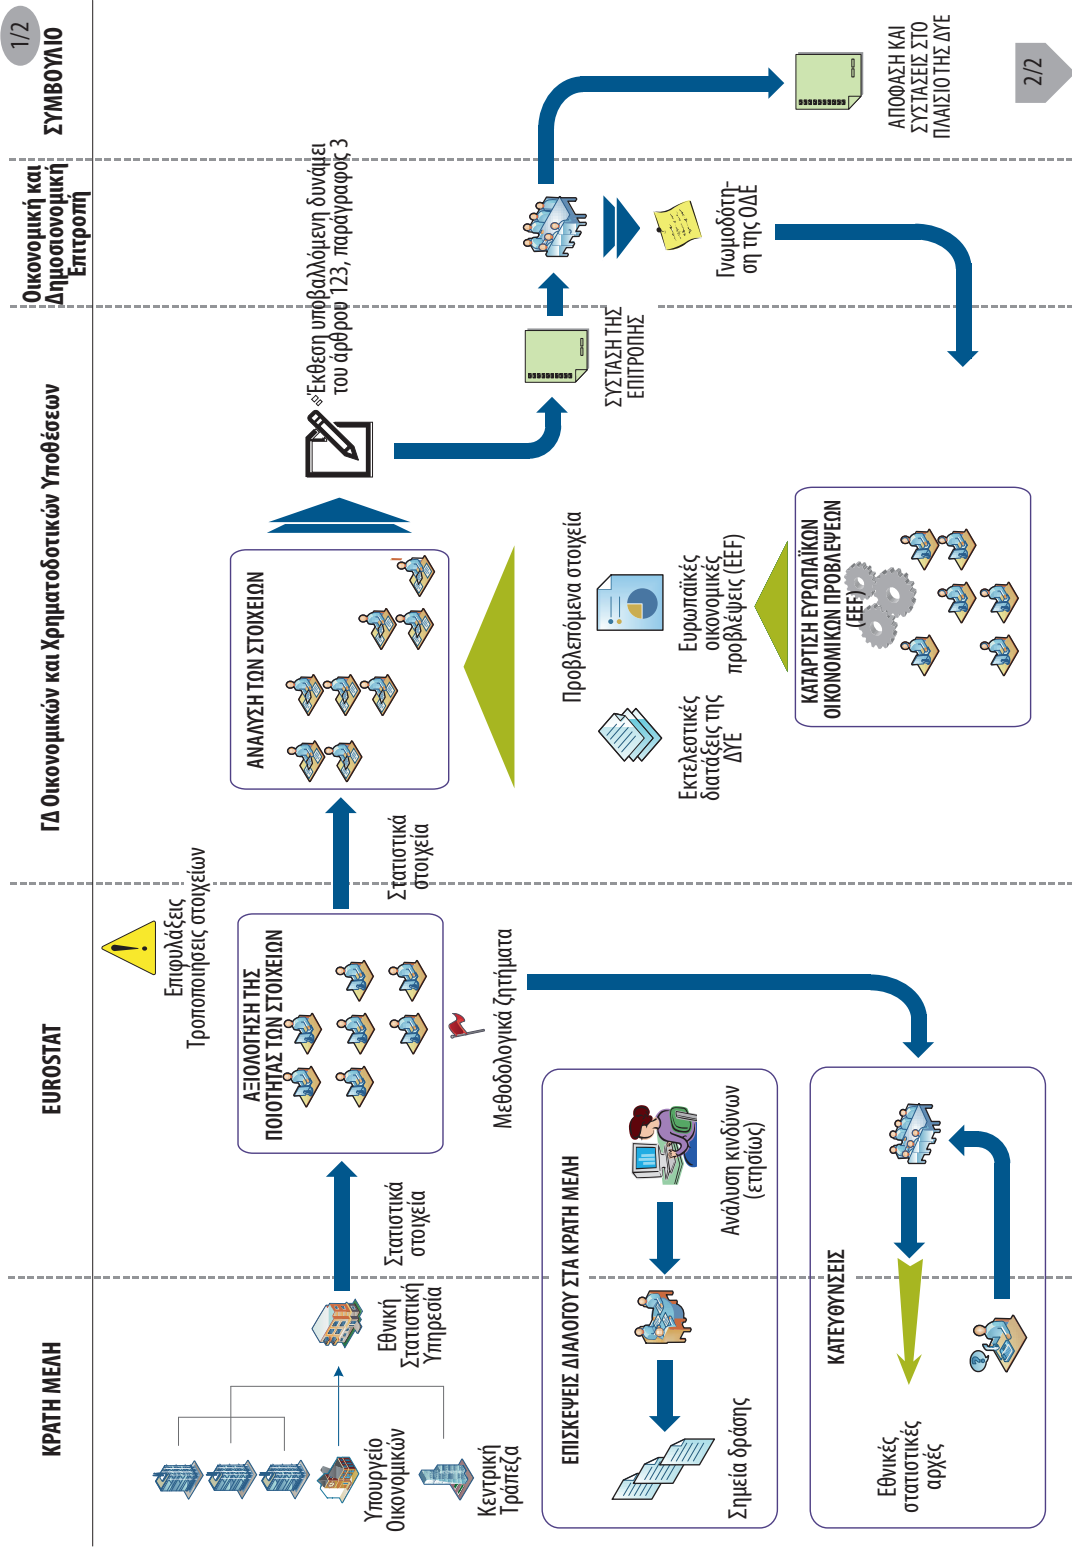 1/2
ΚΡΑΤΗ ΜΕΛΗ
EUROSTAT
ΓΔ Οικονομικών και Χρηματοδοτικών Υποθέσεων
Οικονομική και
Δημοσιονομική
Επιτροπή
ΣΥΜΒΟΥΛΙΟ
Υπουργείο
Οικονομικών
Κεντρική
Τράπεζα
Εθνική
Στατιστική
Υπηρεσία
Στατιστικά
στοιχεία
Επιφυλάξεις
Τροποποιήσεις στοιχείων
ΑΞΙΟΛΟΓΗΣΗ ΤΗΣ
ΠΟΙΟΤΗΤΑΣ ΤΩΝ ΣΤΟΙΧΕΙΩΝ
Μεθοδολογικά ζητήματα
Στατιστικά
στοιχεία
ΑΝΑΛΥΣΗ ΤΩΝ ΣΤΟΙΧΕΙΩΝ
Έκθεση υποβαλλόμενη δυνάμει
του άρθρου 123, παράγραφος 3
ΣΥΣΤΑΣΗ ΤΗΣ
ΕΠΙΤΡΟΠΗΣ
Γνωμοδότη-
ση της ΟΔΕ
ΑΠΟΦΑΣΗ ΚΑΙ
ΣΥΣΤΑΣΕΙΣ ΣΤΟ
ΠΛΑΙΣΙΟ ΤΗΣ ΔΥΕ
Προβλεπόμενα στοιχεία
Εκτελεστικές
διατάξεις της
ΔΥΕ
Ευρωπαϊκές
οικονομικές
προβλέψεις (EEF)
ΚΑΤΑΡΤΙΣΗ ΕΥΡΩΠΑΪΚΩΝ
ΟΙΚΟΝΟΜΙΚΩΝ ΠΡΟΒΛΕΨΕΩΝ
(EEF)
ΕΠΙΣΚΕΨΕΙΣ ΔΙΑΛΟΓΟΥ ΣΤΑ ΚΡΑΤΗ ΜΕΛΗ
Σημεία δράσης
Ανάλυση κινδύνων
(ετησίως)
ΚΑΤΕΥΘΥΝΣΕΙΣ
Εθνικές
στατιστικές
αρχές
?
2/2